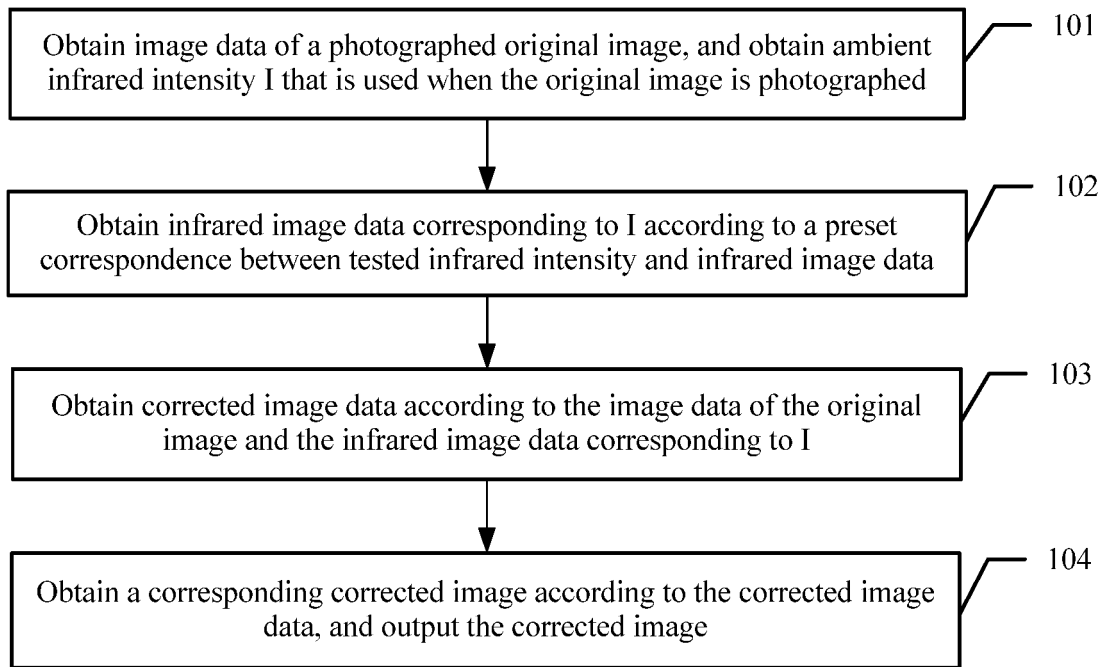 101
Obtain image data of a photographed original image, and obtain ambient
infrared intensity I that is used when the original image is photographed
102
Obtain infrared image data corresponding to I according to a preset
correspondence between tested infrared intensity and infrared image data
103
Obtain corrected image data according to the image data of the original
image and the infrared image data corresponding to I
104
Obtain a corresponding corrected image according to the corrected image
data, and output the corrected image